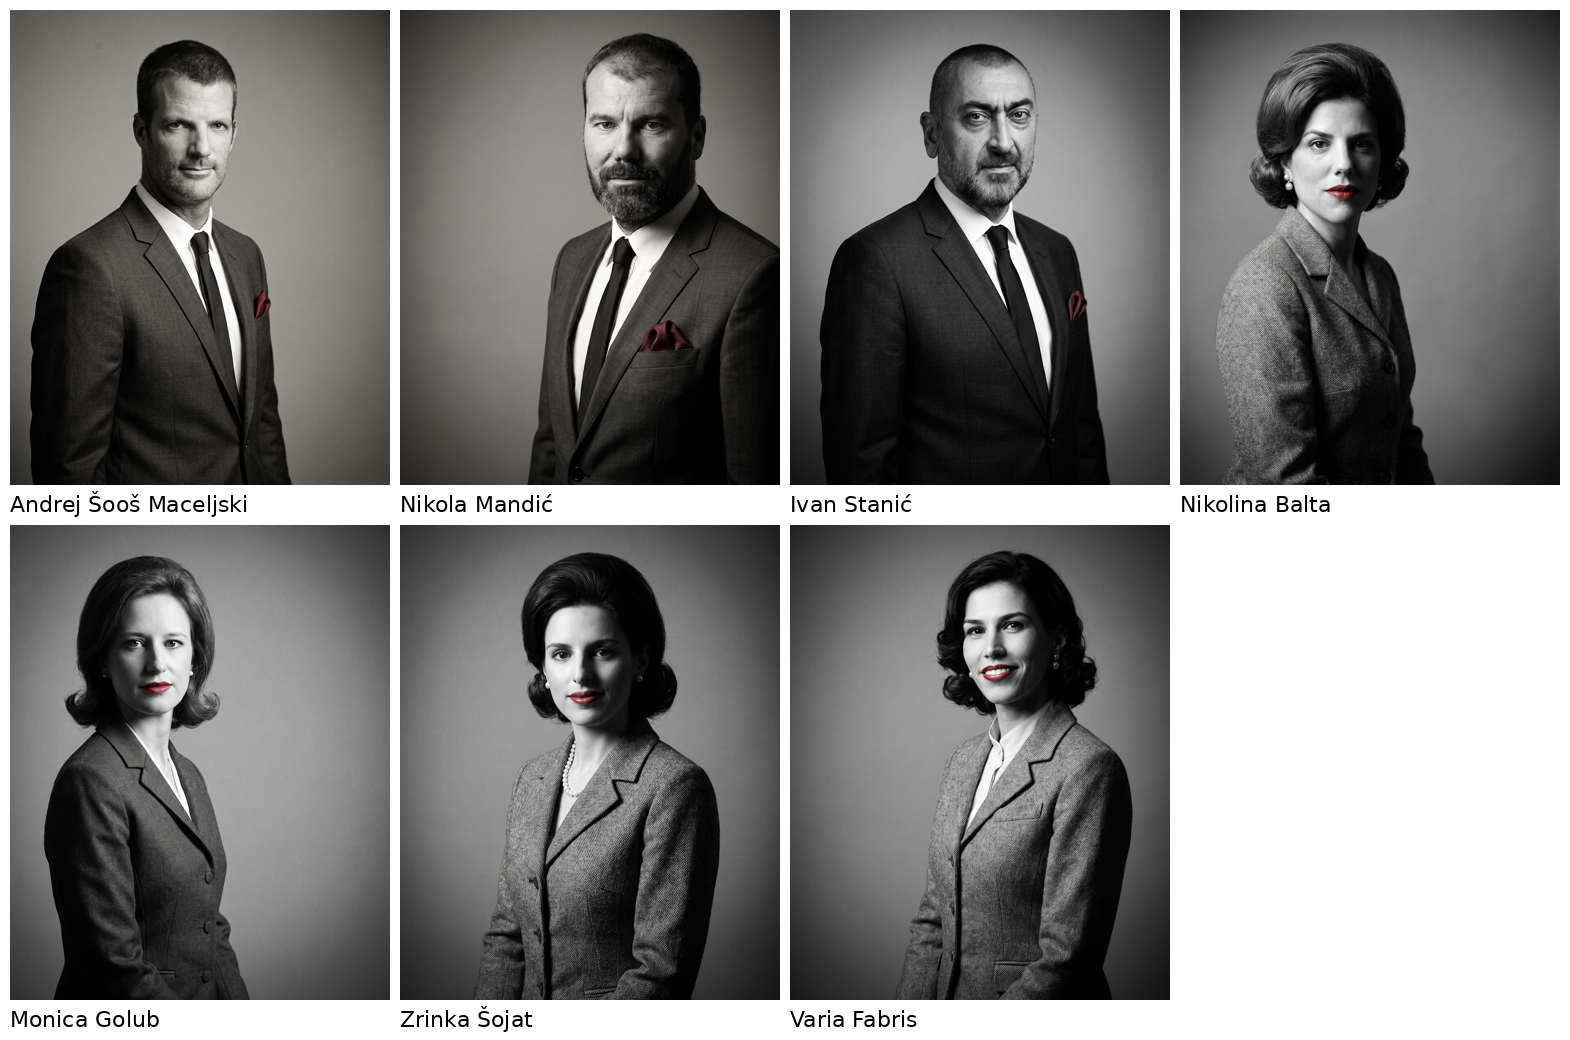 Andrej Šooš Maceljski
Nikola Mandić
Ivan Stanić
Nikolina Balta
Monica Golub
Zrinka Šojat
Varia Fabris